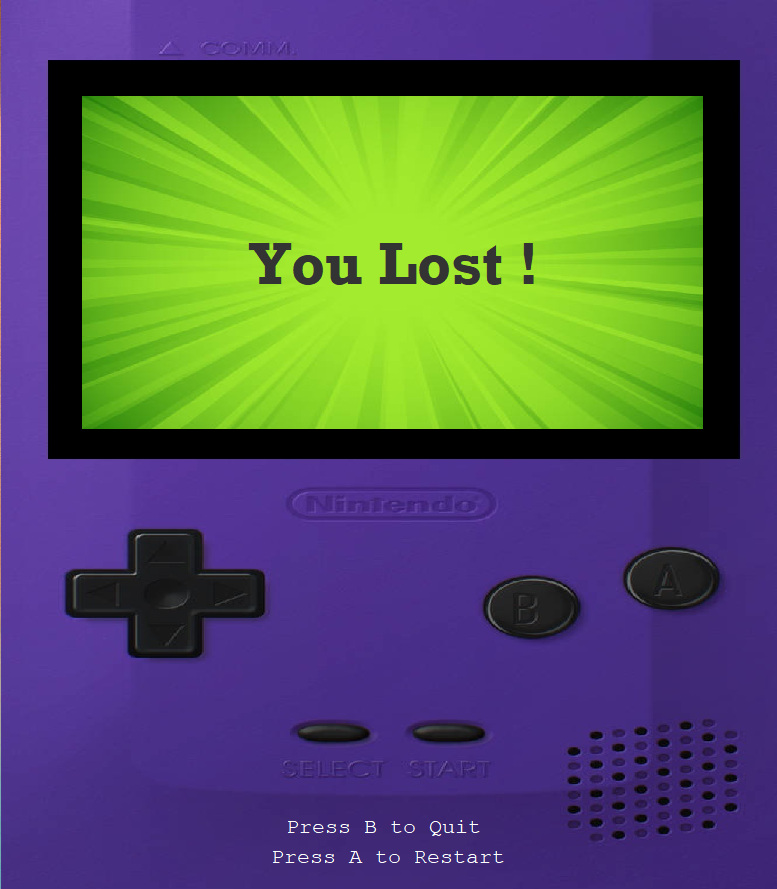 COMM.
You Lost !
Nintendo
A
B
SELECT START
Press B to Quit
Press A to Restart